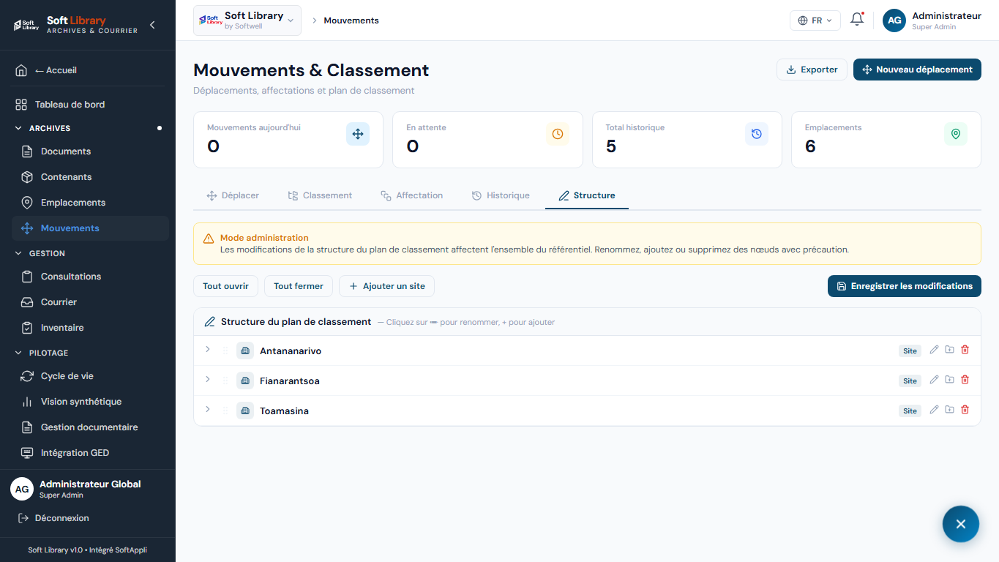 Soft Library
Soft Library
ARCHIVES & COURRIER
← Accueil
Tableau de bord
ARCHIVES
Documents
Contenants
Emplacements
Mouvements
GESTION
Consultations
Courrier
Inventaire
PILOTAGE
Cycle de vie
Vision synthétique
Gestion documentaire
Intégration GED
AG
Administrateur Global
Super Admin
Déconnexion
Soft Library v1.0 • Intégré SoftAppli
Soft Library
Soft Library
by Softwell
Mouvements
FR
AG
Administrateur
Super Admin
Mouvements & Classement
Déplacements, affectations et plan de classement
Exporter
Nouveau déplacement
Mouvements aujourd'hui
0
En attente
0
Total historique
5
Emplacements
6
Déplacer
Classement
Affectation
Historique
Structure
Mode administration
Les modifications de la structure du plan de classement affectent l'ensemble du référentiel. Renommez, ajoutez ou supprimez des nœuds avec précaution.
Tout ouvrir
Tout fermer
+ Ajouter un site
Enregistrer les modifications
Structure du plan de classement — Cliquez sur ✏ pour renommer, + pour ajouter
Antananarivo
Site
Fianarantsoa
Site
Toamasina
Site